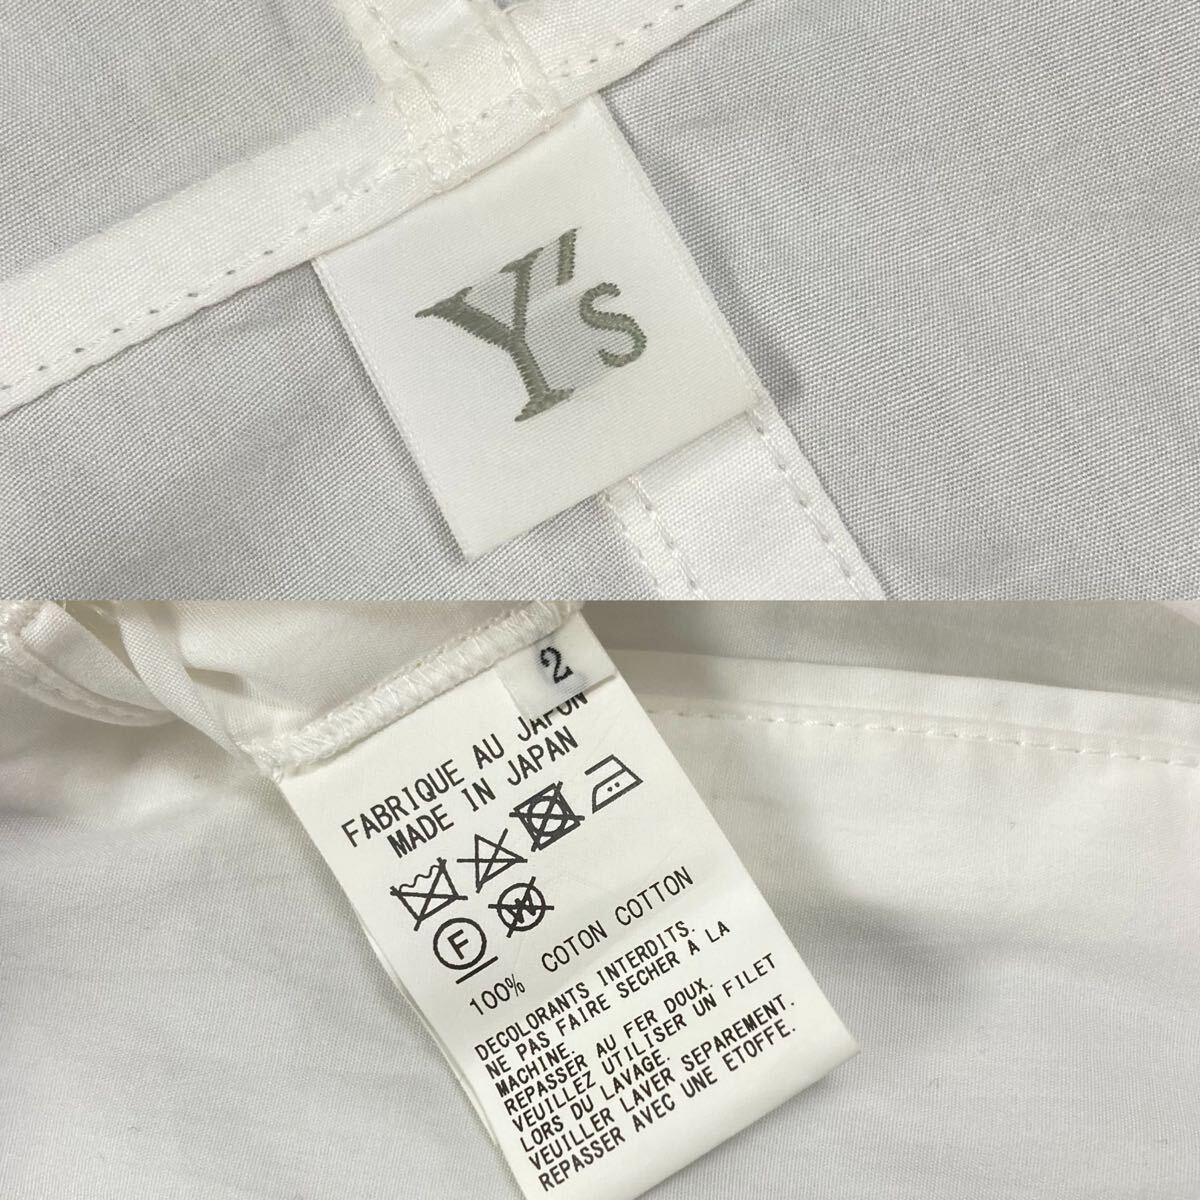 Y's
2
FABRIQUE AU JAPON
MADE IN JAPAN
F
W
100% COTON COTTON
DECOLORANTS INTERDITS.
NE PAS FAIRE SECHER À LA
MACHINE.
REPASSER AU FER DOUX.
VEUILLEZ UTILISER UN FILET
LORS DU LAVAGE.
VEUILLER LAVER SEPAREMENT.
REPASSER AVEC UNE ETOFFE.